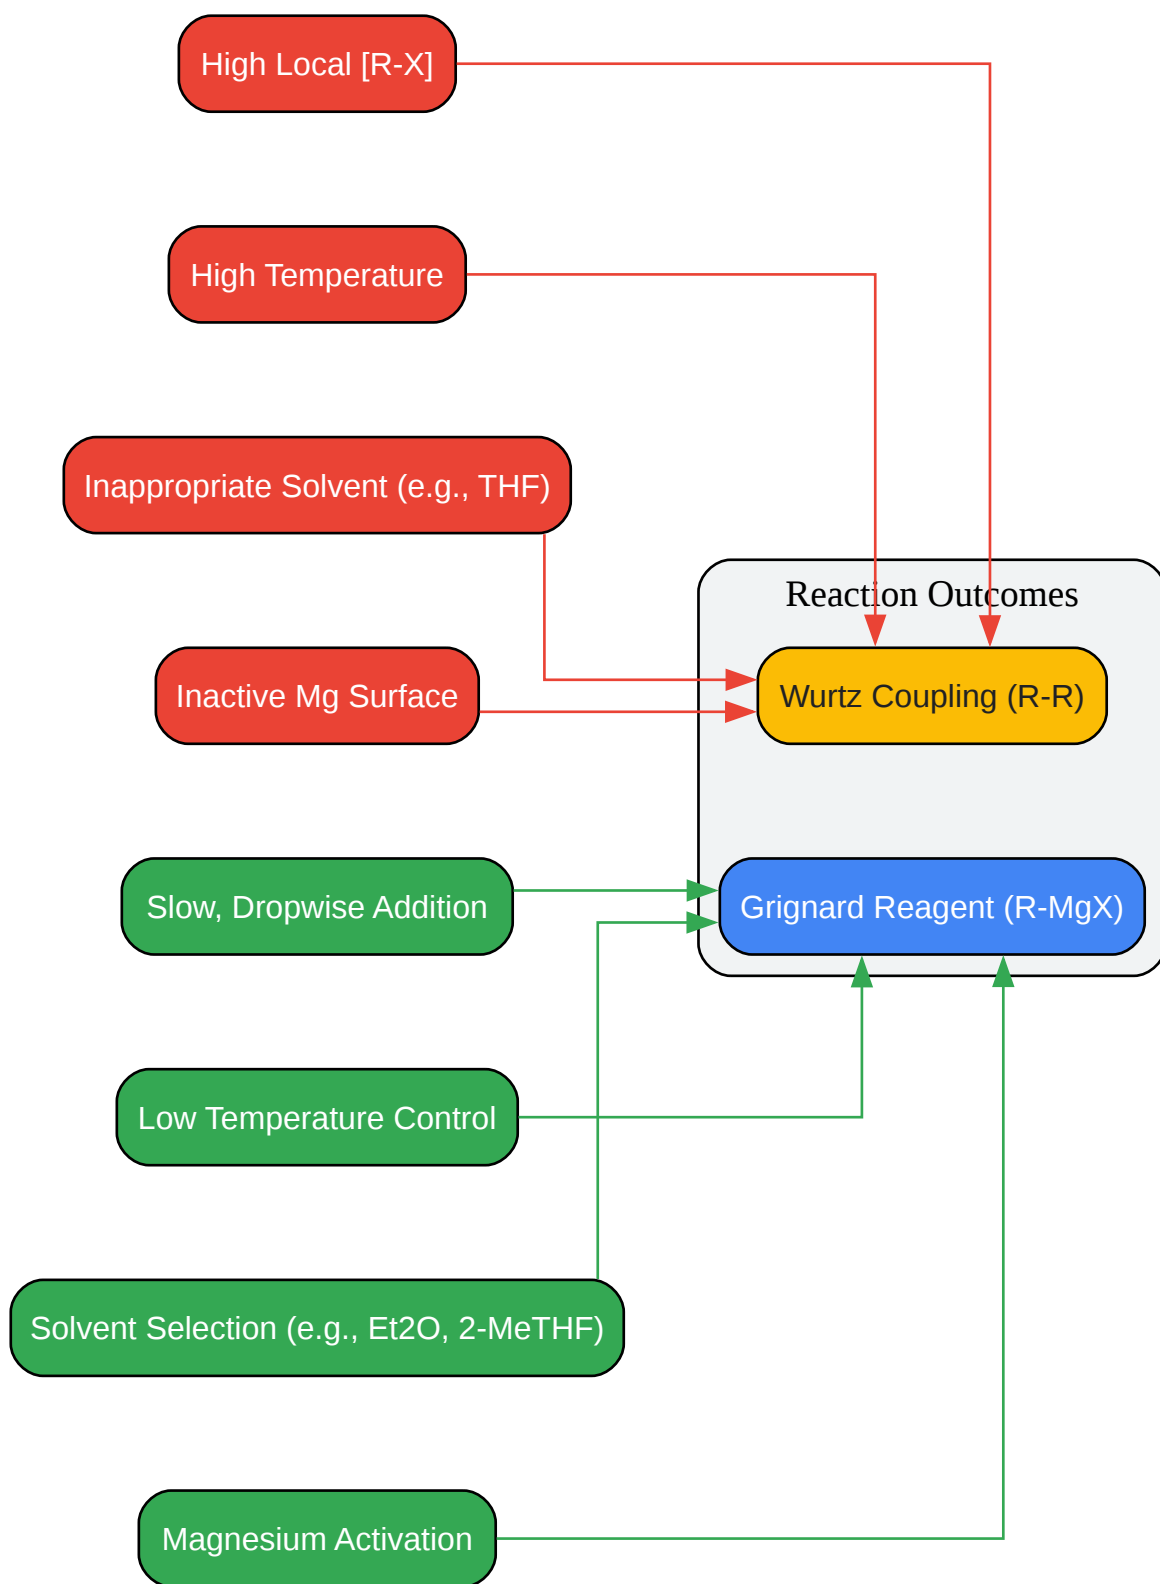 High Local [R-X]
High Temperature
Inappropriate Solvent (e.g., THF)
Reaction Outcomes
Inactive Mg Surface
Wurtz Coupling (R-R)
Slow, Dropwise Addition
Grignard Reagent (R-MgX)
Low Temperature Control
Solvent Selection (e.g., Et2O, 2-MeTHF)
Magnesium Activation